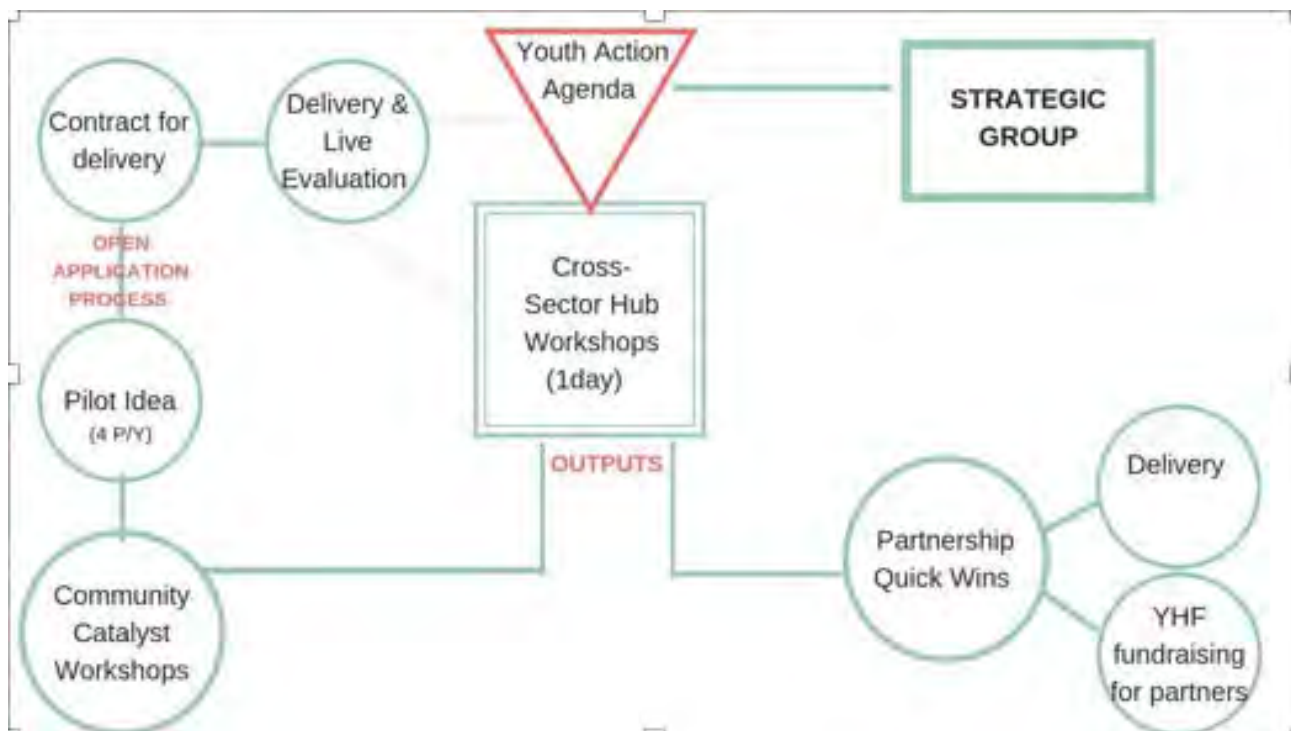 Youth Action
Agenda
STRATEGIC
GROUP
Contract for
delivery
Delivery &
Live
Evaluation
OPEN
APPLICATION
PROCESS
Cross-
Sector Hub
Workshops
(1day)
Pilot Idea
(4 P/Y)
OUTPUTS
Community
Catalyst
Workshops
Partnership
Quick Wins
Delivery
YHF
fundraising
for partners